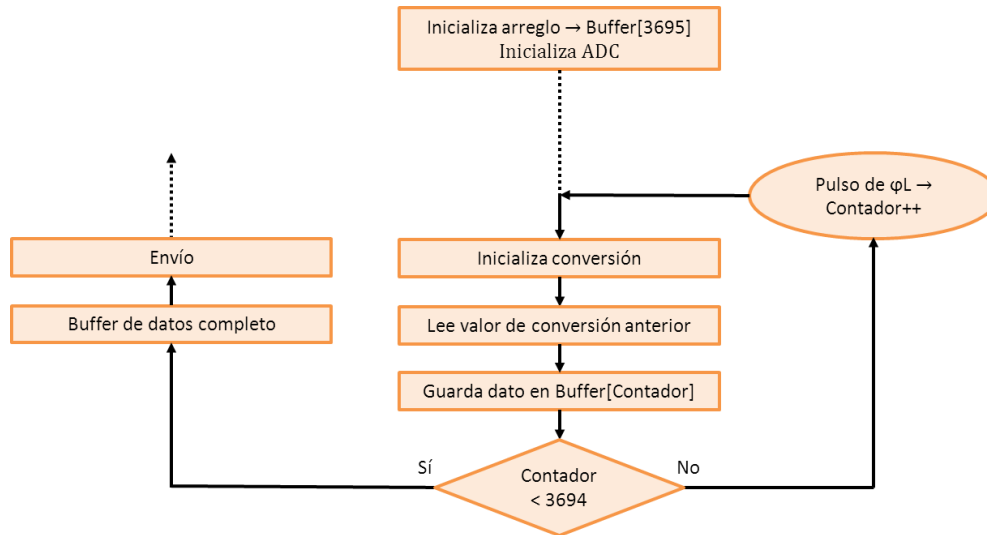 Inicializa arreglo → Buffer[3695]
Inicializa ADC
Pulso de φL →
Contador++
Envío
Inicializa conversión
Buffer de datos completo
Lee valor de conversión anterior
Guarda dato en Buffer[Contador]
Sí
No
Contador
< 3694